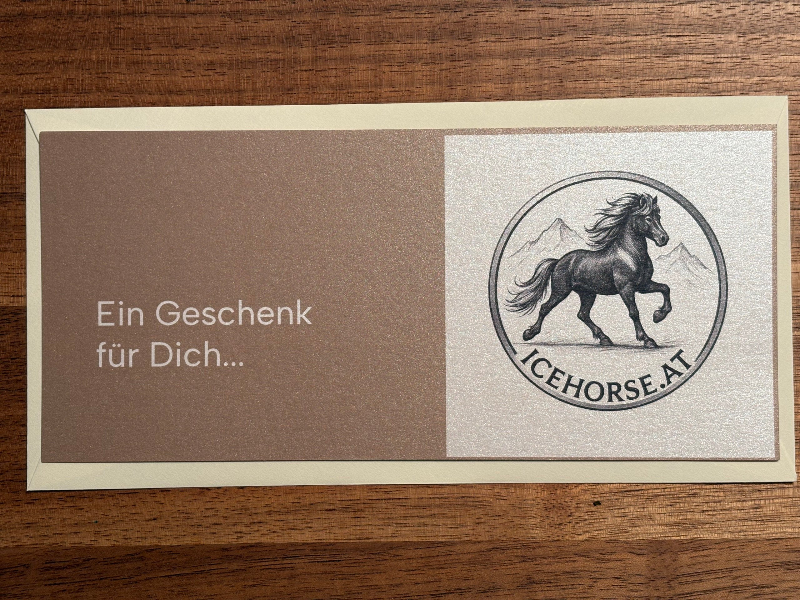 Ein Geschenk
für Dich...
ICEHORSE.AT